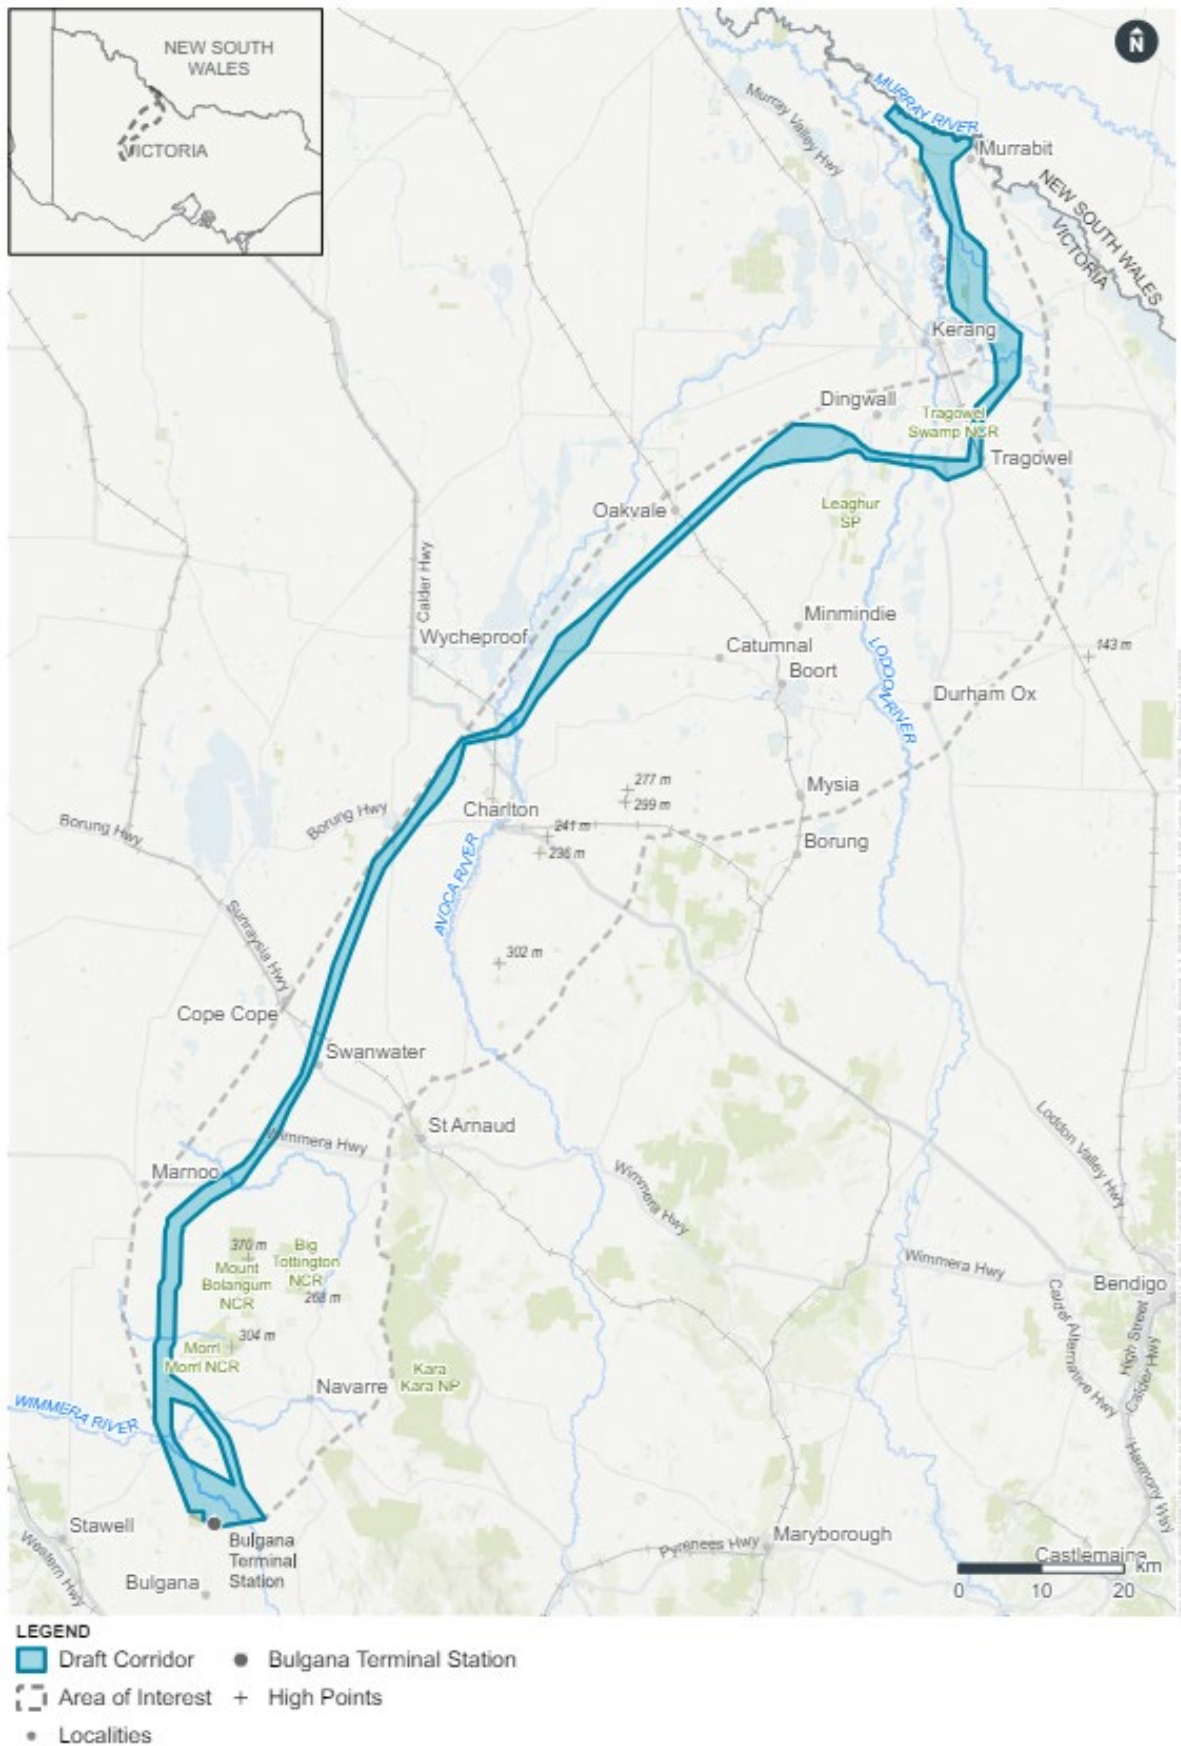 NEW SOUTH
WALES
VICTORIA
N
MURRAY RIVER
Murray Valley Hwy
Murrabit
NEW SOUTH WALES
VICTORIA
Kerang
Dingwall
Tragowel
Swamp NCR
Tragowel
Oakvale
Leaghur
SP
Calder Hwy
Minmindie
Wycheproof
Catumnal
Boort
143 m
LODDON RIVER
Durham Ox
277 m
Mysia
299 m
Borung Hwy
Borung Hwy
Charlton
241 m
236 m
Borung
AVOCA RIVER
Sunraysia Hwy
302 m
Cope Cope
Swanwater
St Arnaud
Wimmera Hwy
Loddon Valley Hwy
Marnoo
Wimmera Hwy
370 m
Big
Tottington
NCR
Mount
Bolangum
NCR
268 m
Wimmera Hwy
Bendigo
304 m
Morrl
Morrl NCR
Kara
Kara NP
Calder Alternative Hwy
High Street
Calder Hwy
Navarre
WIMMERA RIVER
Harmony Way
Stawell
Bulgana
Terminal
Station
Western Hwy
Bulgana
Pyrenees Hwy
Maryborough
Castlemaine
km
0 10 20
LEGEND
Draft Corridor
Bulgana Terminal Station
Area of Interest
High Points
Localities